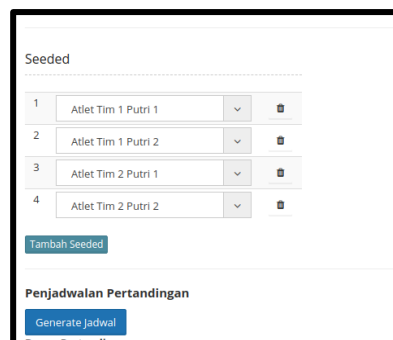 Seeded
1 Atlet Tim 1 Putri 1
2 Atlet Tim 1 Putri 2
3 Atlet Tim 2 Putri 1
4 Atlet Tim 2 Putri 2
Tambah Seeded
Penjadwalan Pertandingan
Generate Jadwal